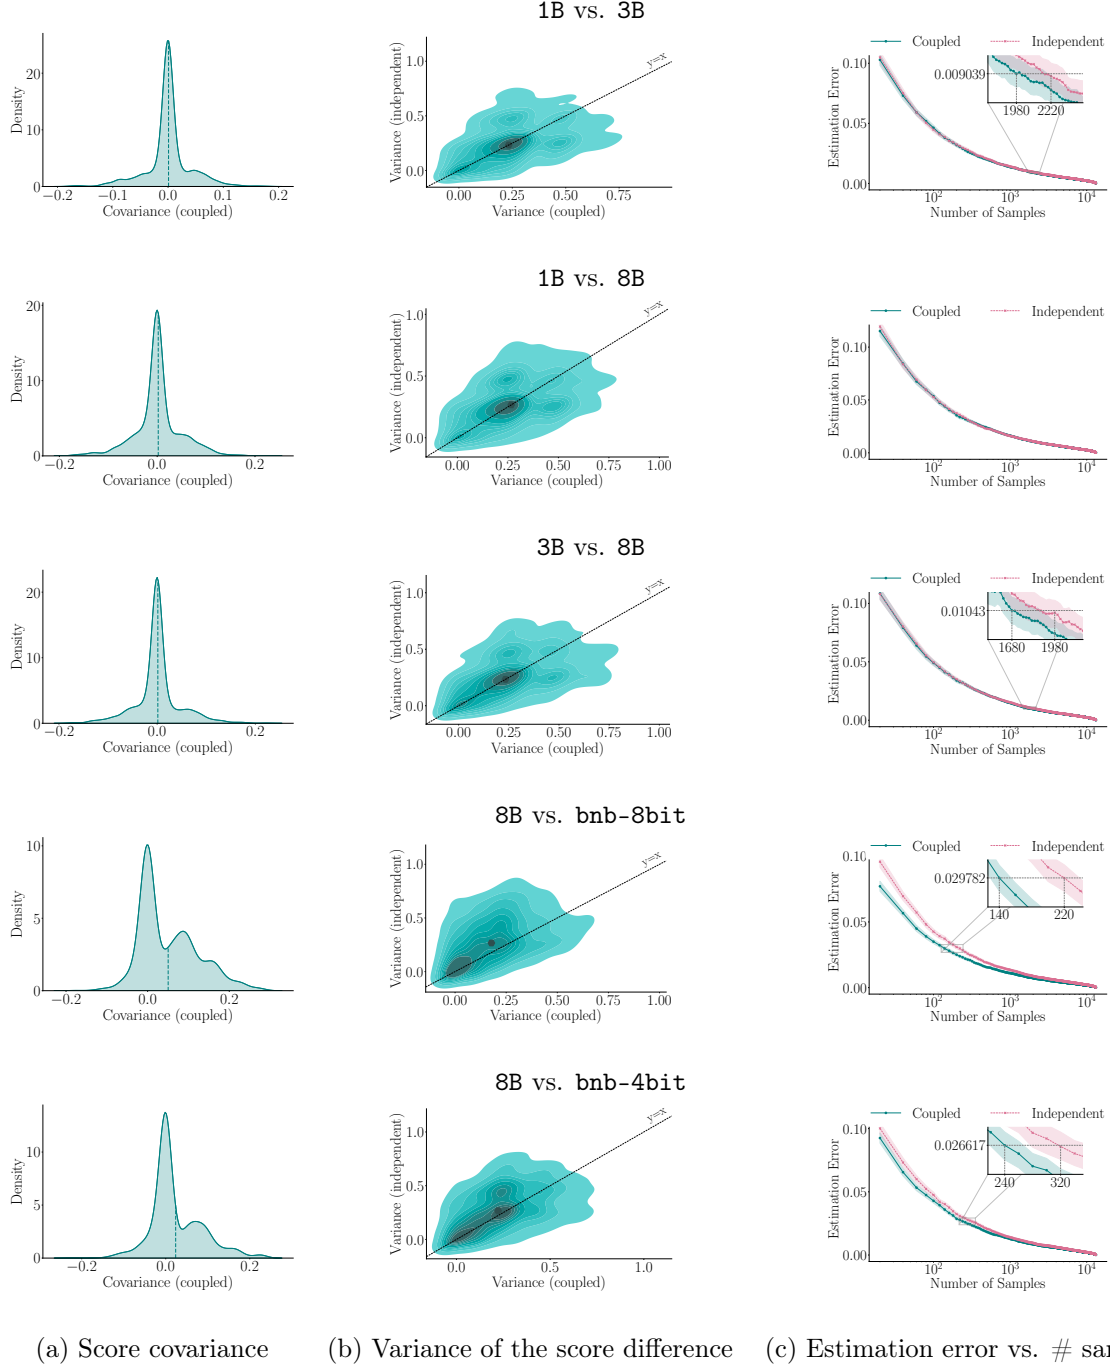 1B vs. 3B
Density
20
10
0
−0.2
−0.1
0.0
0.1
0.2
Covariance (coupled)
Variance (independent)
1.0
0.5
0.0
y=x
0.00
0.25
0.50
0.75
Variance (coupled)
Coupled
Independent
Estimation Error
0.10
0.05
0.00
0.009039
1980
2220
10²
10³
10⁴
Number of Samples
1B vs. 8B
Density
20
10
0
−0.2
0.0
0.2
Covariance (coupled)
Variance (independent)
1.0
0.5
0.0
y=x
0.00
0.25
0.50
0.75
1.00
Variance (coupled)
Coupled
Independent
Estimation Error
0.10
0.05
0.00
10²
10³
10⁴
Number of Samples
3B vs. 8B
Density
20
10
0
−0.2
0.0
0.2
Covariance (coupled)
Variance (independent)
1.0
0.5
0.0
y=x
0.00
0.25
0.50
0.75
1.00
Variance (coupled)
Coupled
Independent
Estimation Error
0.10
0.05
0.00
0.01043
1680
1980
10²
10³
10⁴
Number of Samples
8B vs. bnb-8bit
Density
10
5
0
−0.2
0.0
0.2
Covariance (coupled)
Variance (independent)
1.0
0.5
0.0
y=x
0.00
0.25
0.50
0.75
1.00
Variance (coupled)
Coupled
Independent
Estimation Error
0.10
0.05
0.00
0.029782
140
220
10²
10³
10⁴
Number of Samples
8B vs. bnb-4bit
Density
10
5
0
−0.2
0.0
0.2
Covariance (coupled)
Variance (independent)
1.0
0.5
0.0
y=x
0.0
0.5
1.0
Variance (coupled)
Coupled
Independent
Estimation Error
0.10
0.05
0.00
0.026617
240
320
10²
10³
10⁴
Number of Samples
(a) Score covariance
(b) Variance of the score difference
(c) Estimation error vs. # sam